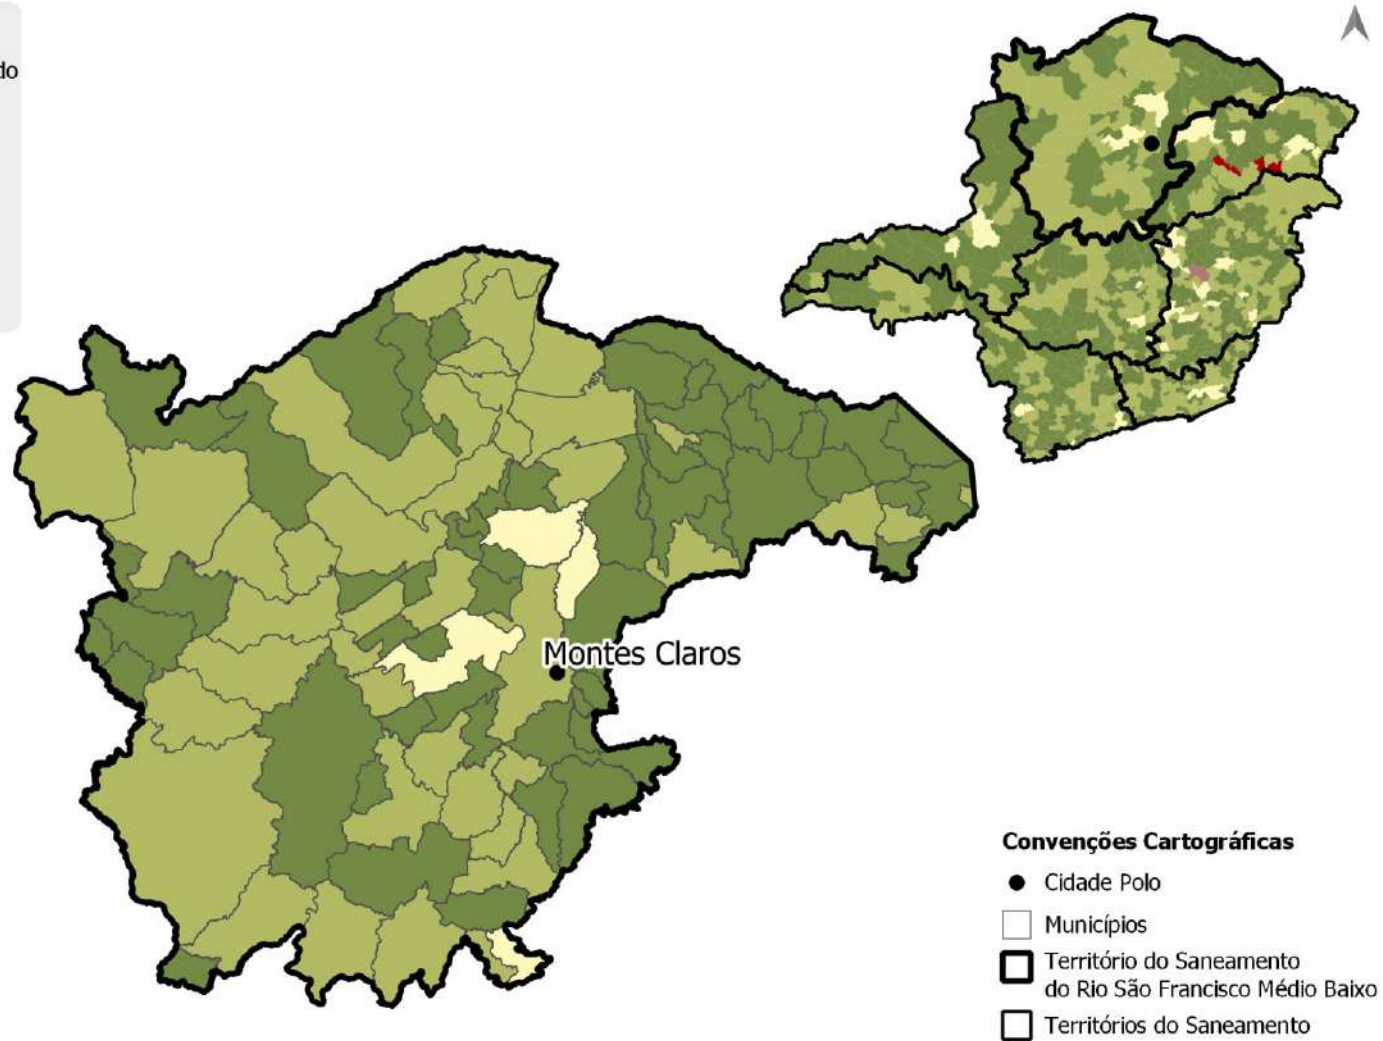 do
Montes Claros
Convenções Cartográficas
Cidade Polo
Municípios
Território do Saneamento
do Rio São Francisco Médio Baixo
Territórios do Saneamento